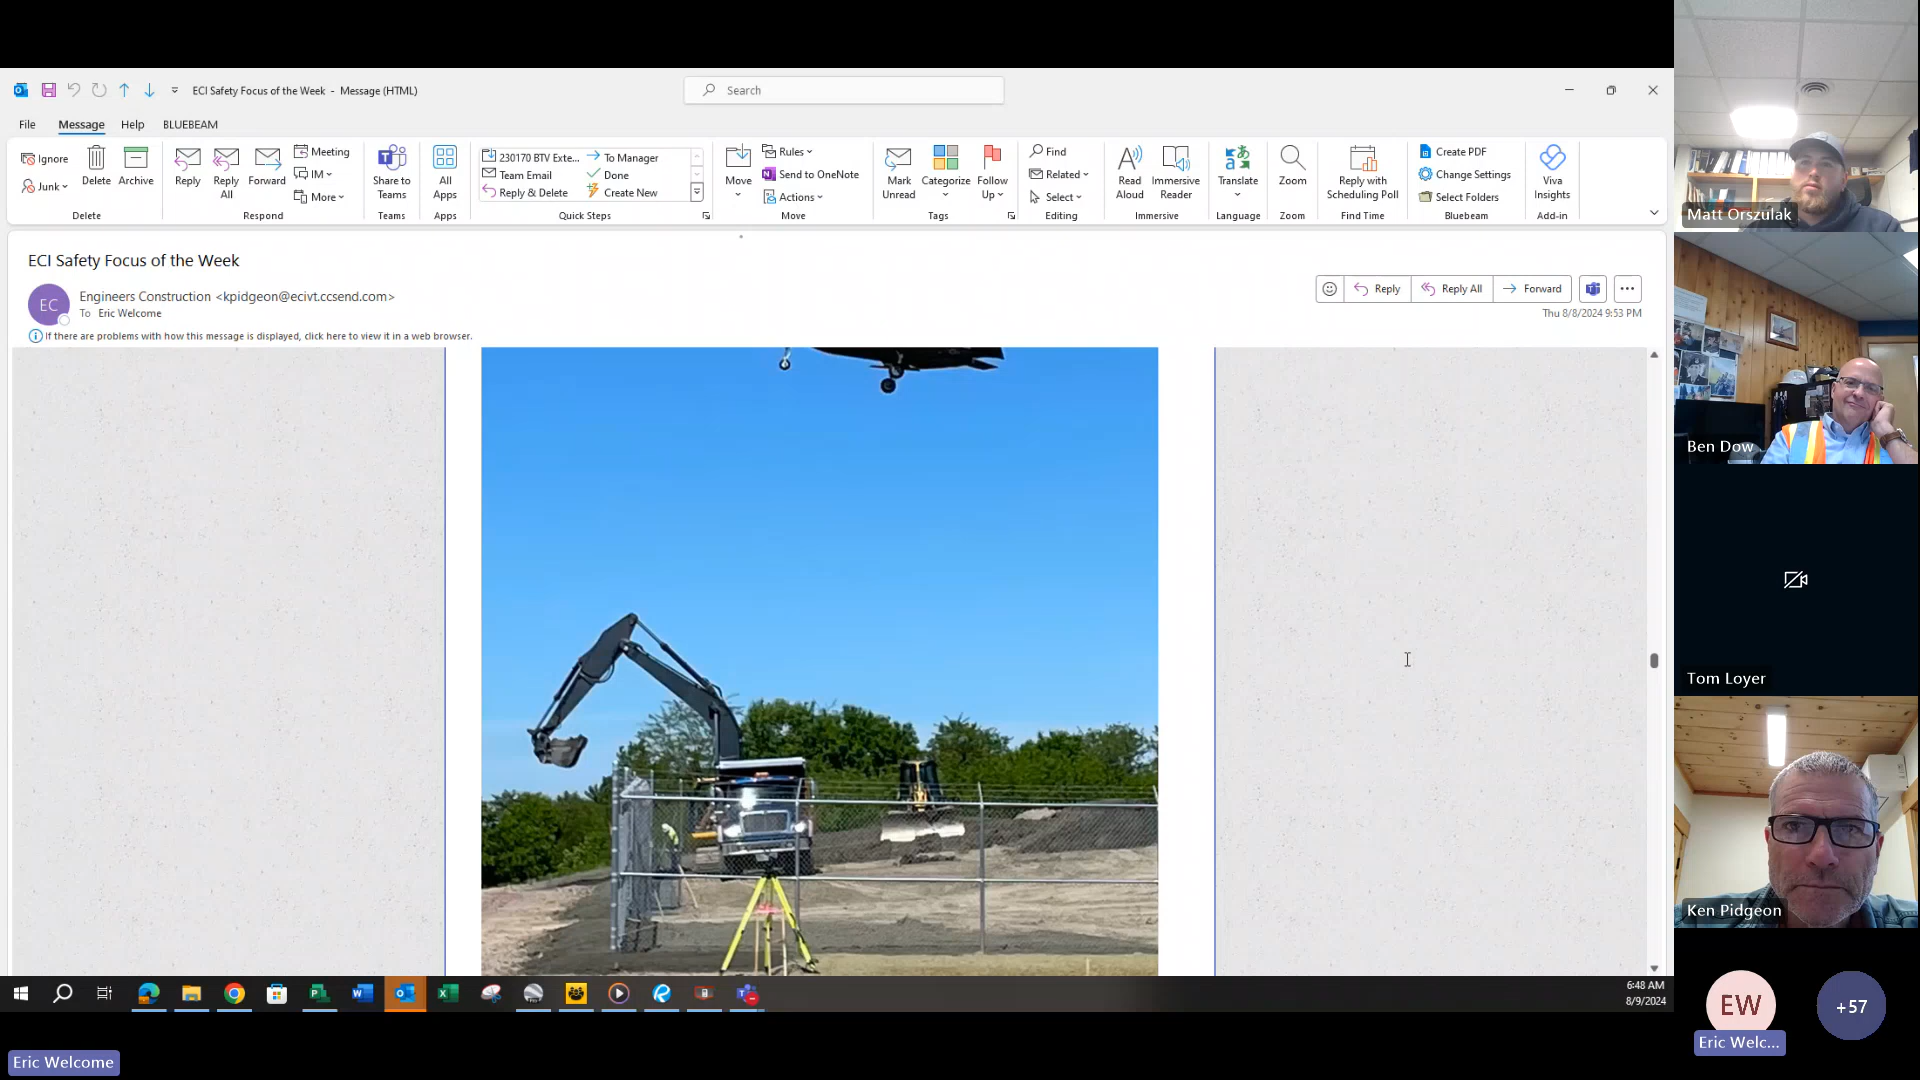 ECI Safety Focus of the Week - Message (HTML)
Search
File Message Help BLUEBEAM
Ignore
Junk
Delete
Archive
Delete
Reply
Reply All
Forward
Meeting
IM
More
Respond
Share to Teams
Teams
All Apps
Apps
230170 BTV Exte...
To Manager
Team Email
Done
Reply & Delete
Create New
Quick Steps
Move
Rules
Send to OneNote
Actions
Move
Mark Unread
Categorize
Follow Up
Tags
Find
Related
Select
Editing
Read Aloud
Immersive Reader
Immersive
Translate
Language
Zoom
Zoom
Reply with Scheduling Poll
Find Time
Create PDF
Change Settings
Select Folders
Bluebeam
Viva Insights
Add-in
ECI Safety Focus of the Week
EC
Engineers Construction <kpidgeon@ecivt.ccsend.com>
To Eric Welcome
Reply
Reply All
Forward
Thu 8/8/2024 9:53 PM
If there are problems with how this message is displayed, click here to view it in a web browser.
Matt Orszulak
Ben Dow
Tom Loyer
Ken Pidgeon
6:48 AM
8/9/2024
EW
+57
Eric Welc...
Eric Welcome